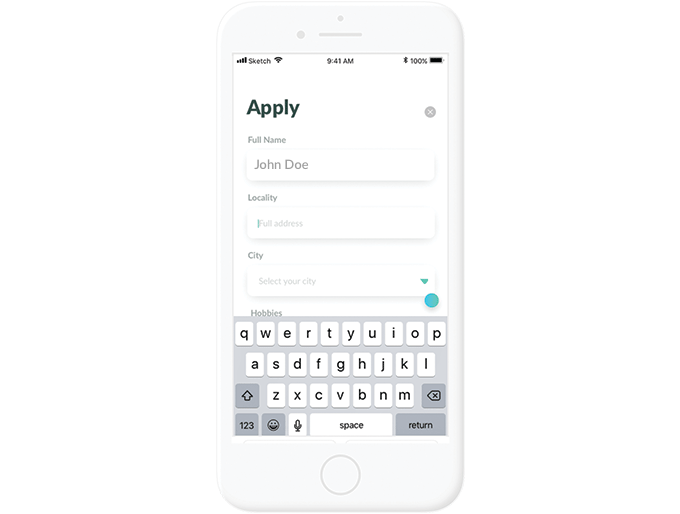 Sketch 9:41 AM 100%
Apply
Full Name
John Doe
Locality
Full address
City
Select your city
Hobbies
q w e r t y u i o p
a s d f g h j k l
z x c v b n m
123 space return